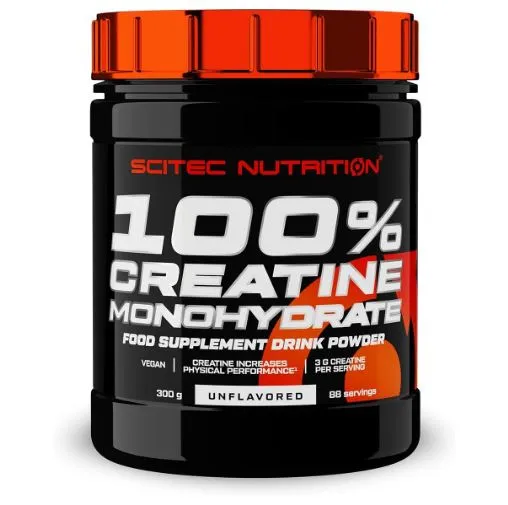 SCITEC NUTRITION®
100%
CREATINE
MONOHYDRATE
FOOD SUPPLEMENT DRINK POWDER
VEGAN
CREATINE INCREASES
PHYSICAL PERFORMANCE¹
3 G CREATINE
PER SERVING
300 g
UNFLAVORED
88 servings